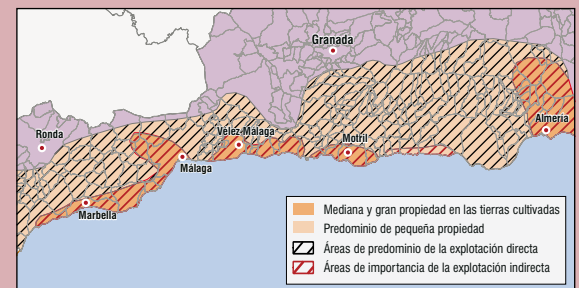 Granada
Ronda
Vélez Málaga
Motril
Almería
Málaga
Marbella
Mediana y gran propiedad en las tierras cultivadas
Predominio de pequeña propiedad
Áreas de predominio de la explotación directa
Áreas de importancia de la explotación indirecta